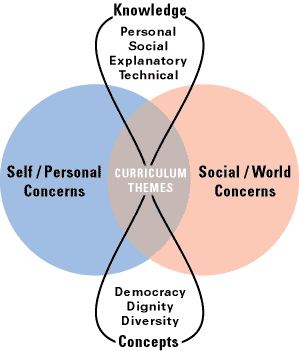 Knowledge
Personal
Social
Explanatory
Technical
Self / Personal
Concerns
CURRICULUM
THEMES
Social / World
Concerns
Democracy
Dignity
Diversity
Concepts